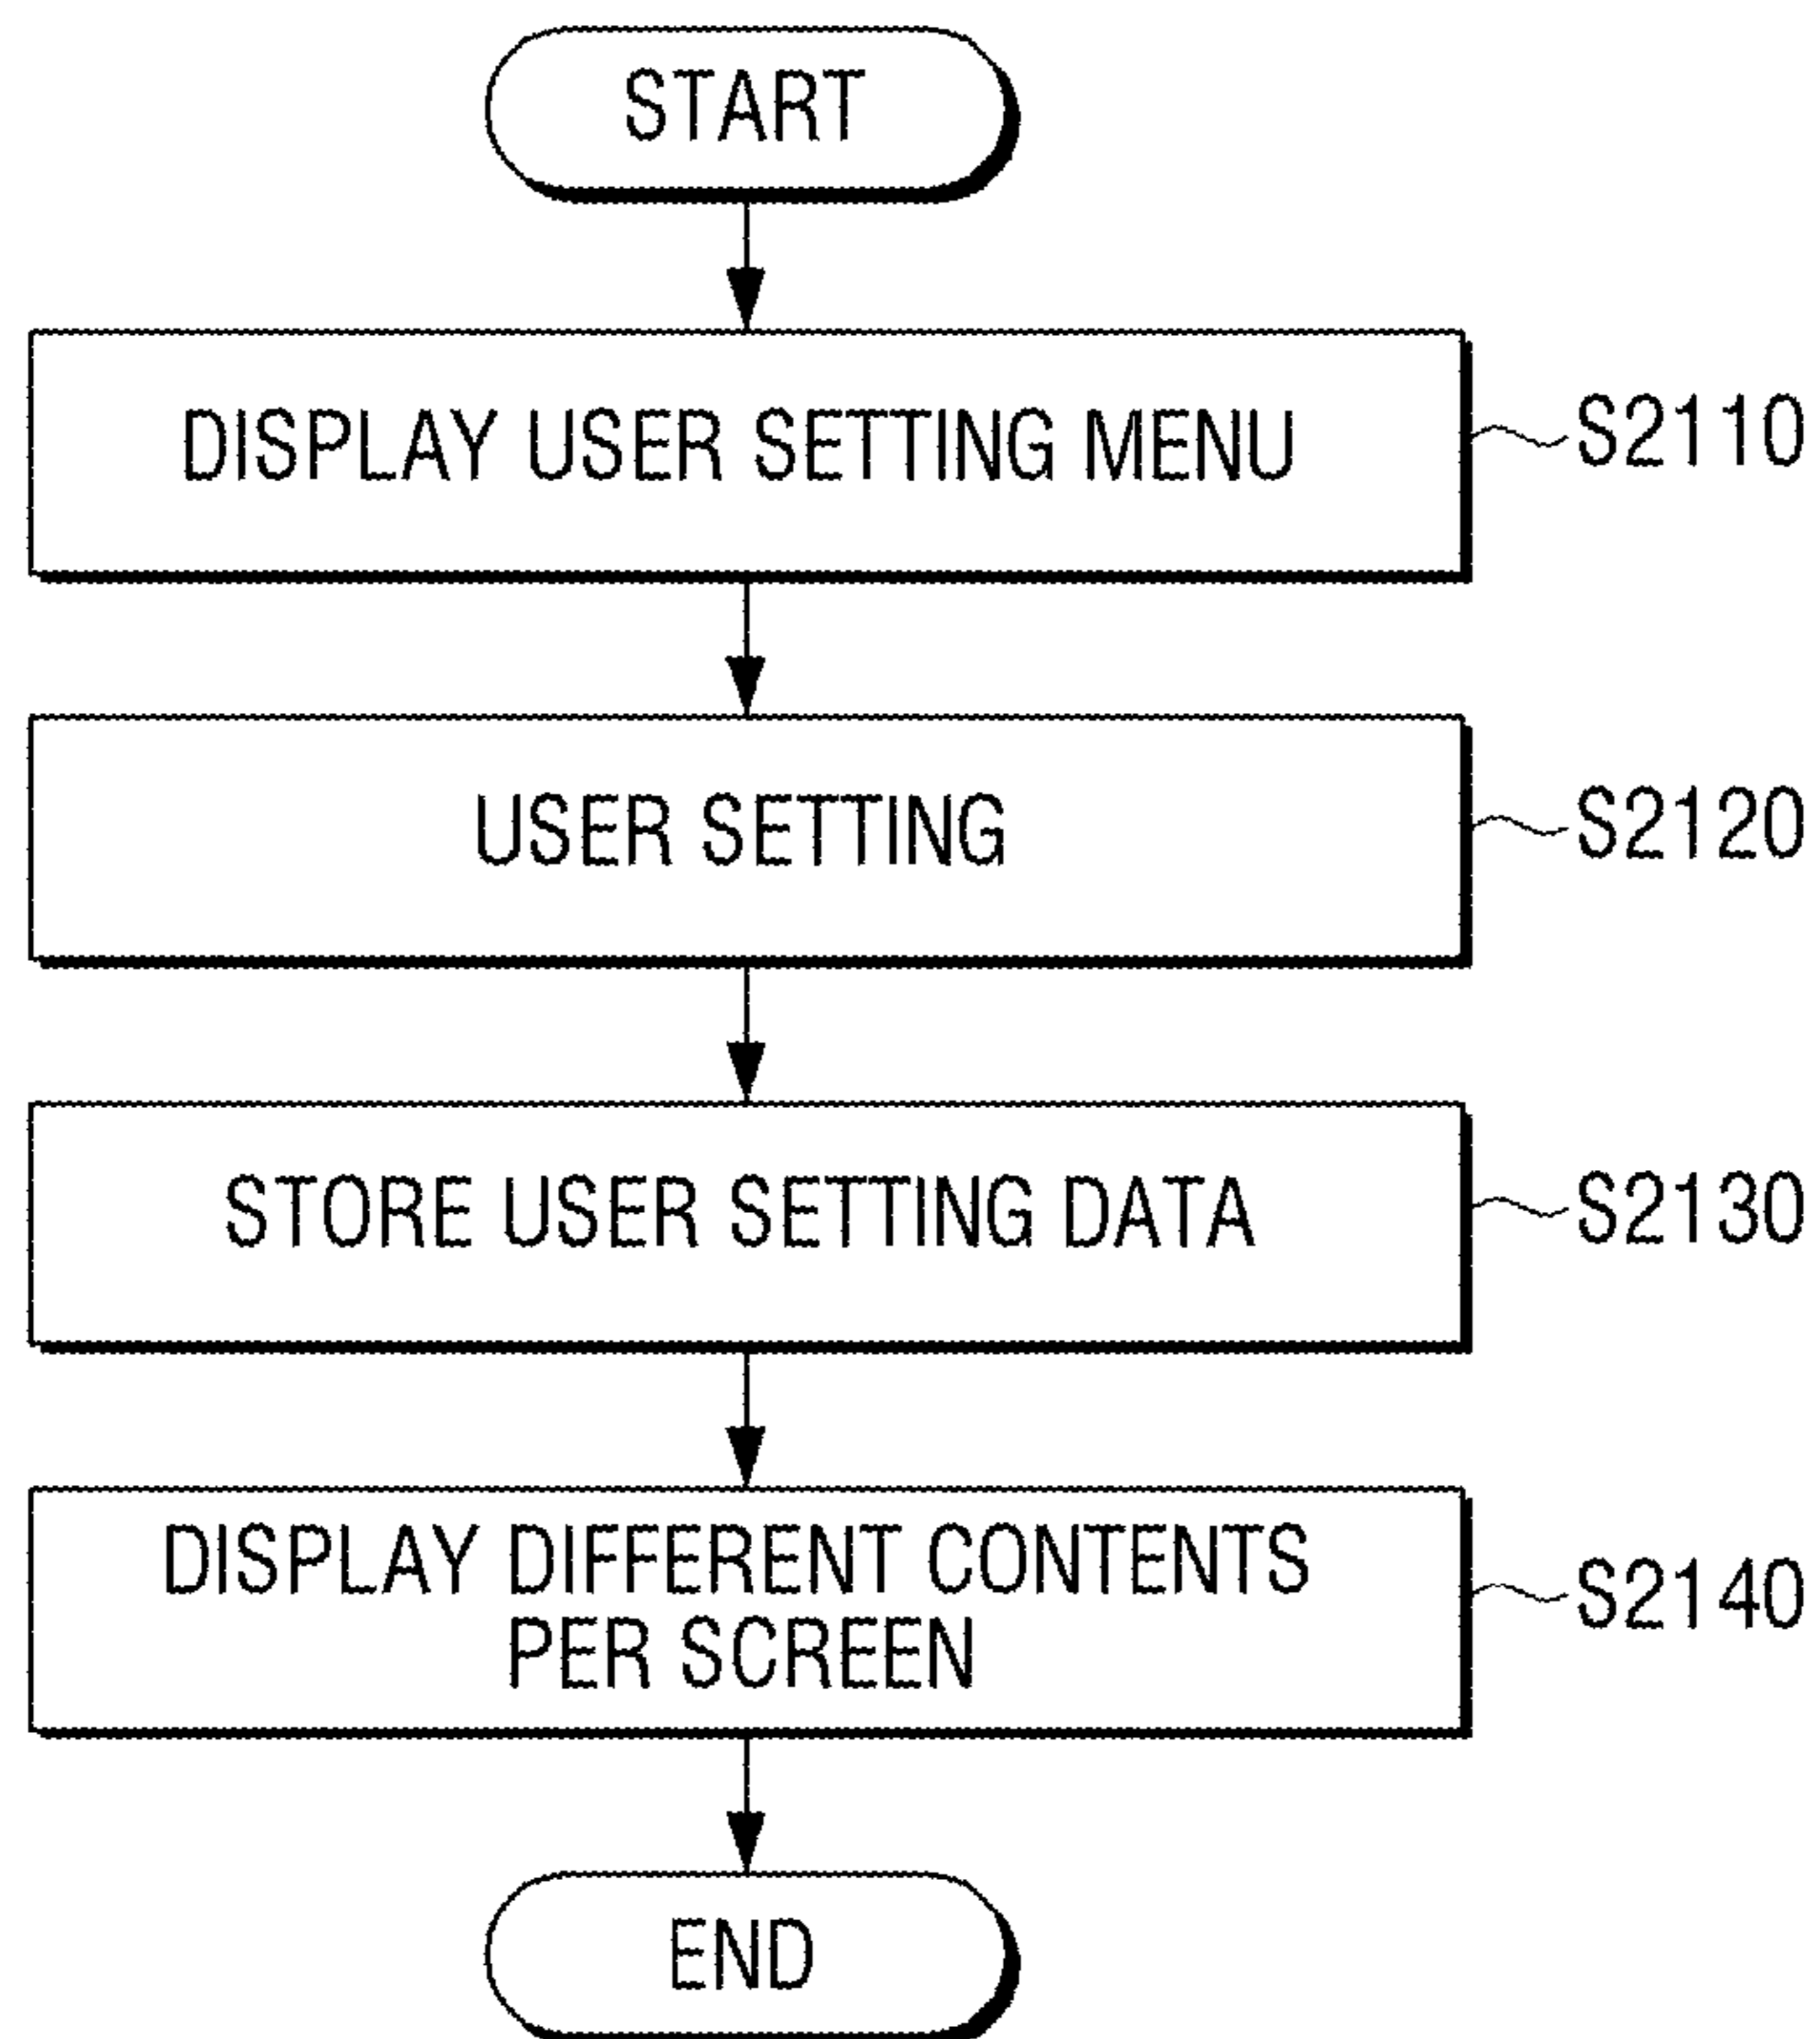 START
DISPLAY USER SETTING MENU
S2110
USER SETTING
S2120
STORE USER SETTING DATA
S2130
DISPLAY DIFFERENT CONTENTS
PER SCREEN
S2140
END